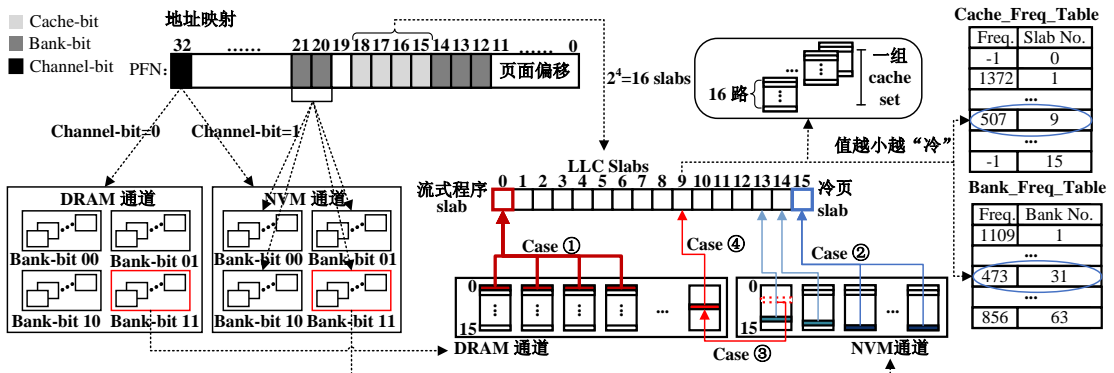 地址映射
Cache-bit
Bank-bit
Channel-bit
32 …… 21 20 19 18 17 16 15 14 13 12 11 …… 0
PFN:
页面偏移
2^4=16 slabs
Channel-bit=0
Channel-bit=1
DRAM 通道
Bank-bit 00
Bank-bit 01
Bank-bit 10
Bank-bit 11
NVM 通道
Bank-bit 00
Bank-bit 01
Bank-bit 10
Bank-bit 11
16 路
...
一组
cache
set
值越小越“冷”
LLC Slabs
0 1 2 3 4 5 6 7 8 9 10 11 12 13 14 15
流式程序
slab
冷页
slab
Case ①
Case ④
Case ②
0
15
...
DRAM 通道
Case ③
0
15
...
NVM通道
Cache_Freq_Table
Freq. Slab No.
-1 0
1372 1
...
507 9
...
-1 15
Bank_Freq_Table
Freq. Bank No.
1109 1
...
473 31
...
856 63